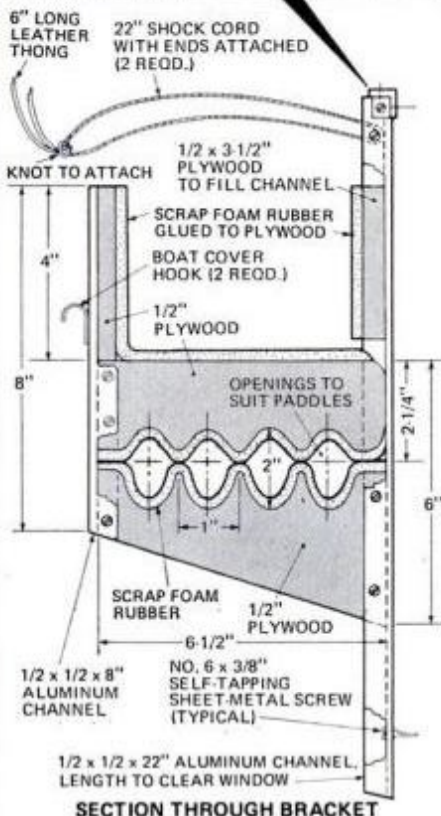 6" LONG
LEATHER
THONG
22" SHOCK CORD
WITH ENDS ATTACHED
(2 REQD.)
KNOT TO ATTACH
1/2 x 3-1/2"
PLYWOOD
TO FILL CHANNEL
SCRAP FOAM RUBBER
GLUED TO PLYWOOD
4"
BOAT COVER
HOOK (2 REQD.)
1/2"
PLYWOOD
8"
OPENINGS TO
SUIT PADDLES
2-1/4"
2"
6"
1"
SCRAP FOAM
RUBBER
1/2"
PLYWOOD
6-1/2"
1/2 x 1/2 x 8"
ALUMINUM
CHANNEL
NO. 6 x 3/8"
SELF-TAPPING
SHEET-METAL SCREW
(TYPICAL)
1/2 x 1/2 x 22" ALUMINUM CHANNEL,
LENGTH TO CLEAR WINDOW
SECTION THROUGH BRACKET